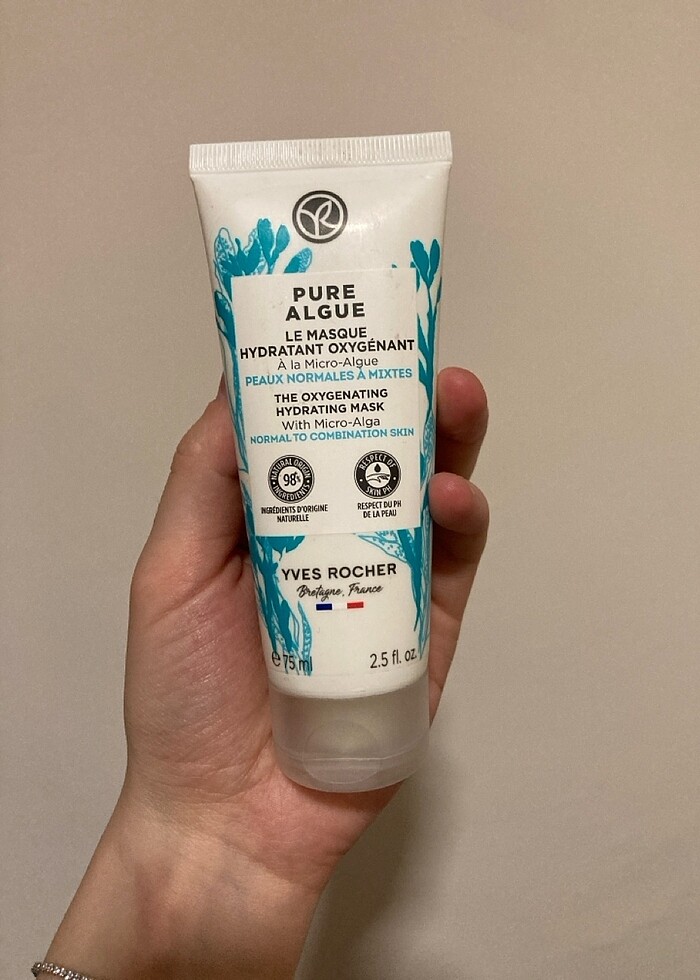 YR
PURE
ALGUE
LE MASQUE
HYDRATANT OXYGÉNANT
À la Micro-Algue
PEAUX NORMALES À MIXTES
THE OXYGENATING
HYDRATING MASK
With Micro-Alga
NORMAL TO COMBINATION SKIN
NATURAL ORIGIN
98%
INGREDIENTS
INGRÉDIENTS D'ORIGINE
NATURELLE
RESPECT OF
SKIN PH
RESPECT DU PH
DE LA PEAU
YVES ROCHER
Bretagne, France
e 75 ml
2.5 fl. oz.